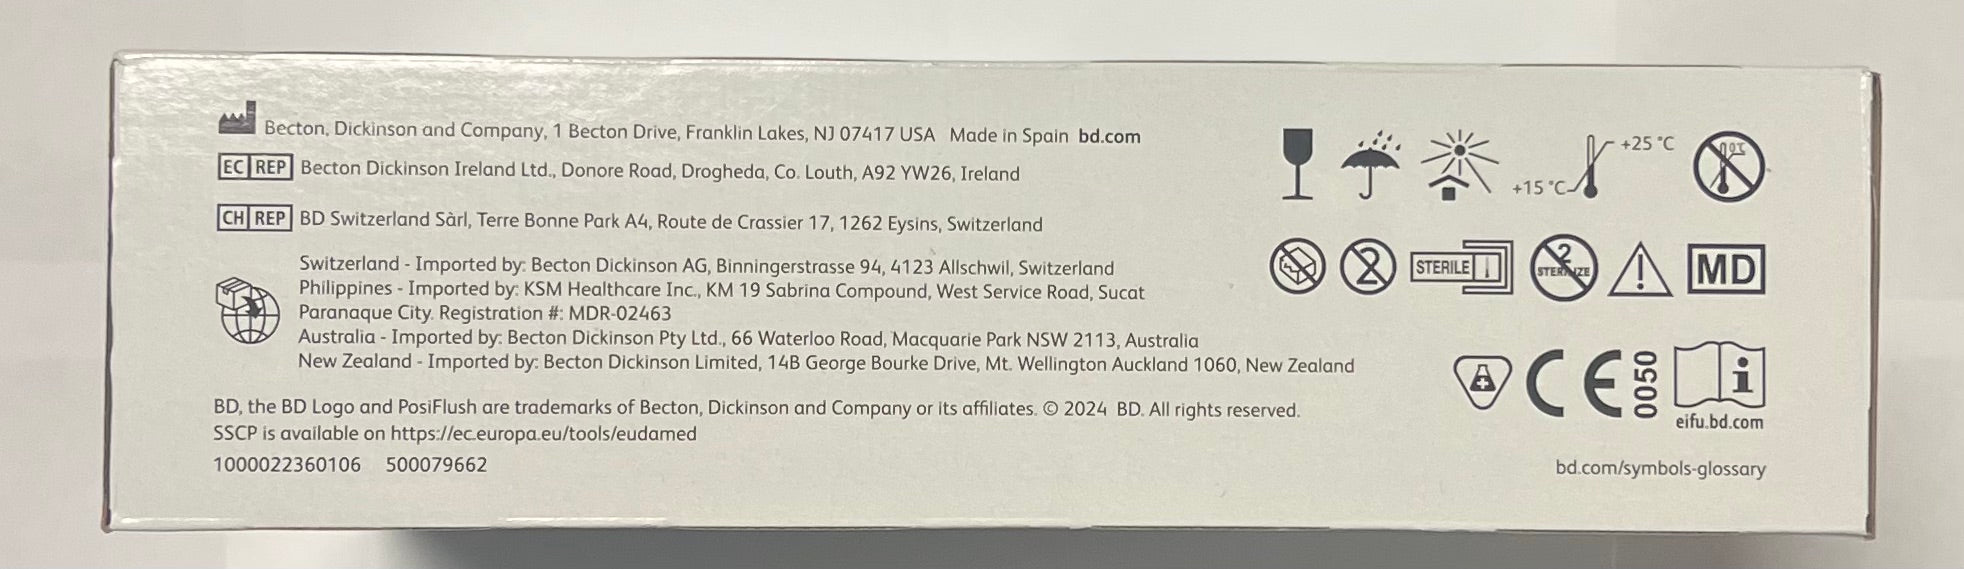 Becton, Dickinson and Company, 1 Becton Drive, Franklin Lakes, NJ 07417 USA Made in Spain bd.com
EC REP Becton Dickinson Ireland Ltd., Donore Road, Drogheda, Co. Louth, A92 YW26, Ireland
CH REP BD Switzerland Sàrl, Terre Bonne Park A4, Route de Crassier 17, 1262 Eysins, Switzerland
Switzerland - Imported by: Becton Dickinson AG, Binningerstrasse 94, 4123 Allschwil, Switzerland
Philippines - Imported by: KSM Healthcare Inc., KM 19 Sabrina Compound, West Service Road, Sucat
Paranaque City. Registration #: MDR-02463
Australia - Imported by: Becton Dickinson Pty Ltd., 66 Waterloo Road, Macquarie Park NSW 2113, Australia
New Zealand - Imported by: Becton Dickinson Limited, 14B George Bourke Drive, Mt. Wellington Auckland 1060, New Zealand
BD, the BD Logo and PosiFlush are trademarks of Becton, Dickinson and Company or its affiliates. © 2024 BD. All rights reserved.
SSCP is available on https://ec.europa.eu/tools/eudamed
1000022360106 500079662
+15 °C +25 °C 0°C
2 STERILE 2 STERILIZE ! MD
CE 0050 i
eifu.bd.com
bd.com/symbols-glossary